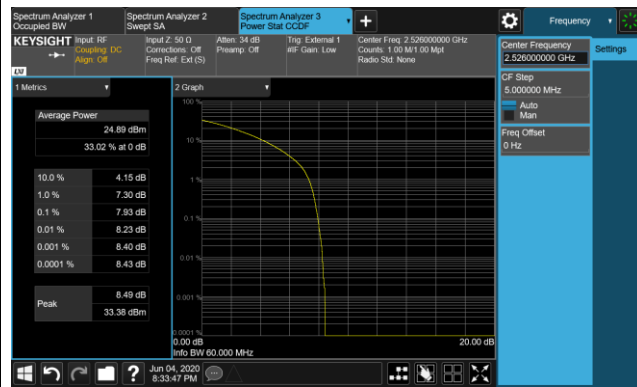 Spectrum Analyzer 1
Occupied BW
Spectrum Analyzer 2
Swept SA
Spectrum Analyzer 3
Power Stat CCDF
Frequency
KEYSIGHT
Input: RF
Coupling: DC
Align: Off
Input Z: 50 Ω
Corrections: Off
Freq Ref: Ext (S)
Atten: 34 dB
Preamp: Off
Trig: External 1
#IF Gain: Low
Center Freq: 2.526000000 GHz
Counts: 1.00 M/1.00 Mpt
Radio Std: None
LXI
Center Frequency
2.526000000 GHz
Settings
CF Step
5.000000 MHz
Auto
Man
Freq Offset
0 Hz
1 Metrics
Average Power
24.89 dBm
33.02 % at 0 dB
10.0 % 4.15 dB
1.0 % 7.30 dB
0.1 % 7.93 dB
0.01 % 8.23 dB
0.001 % 8.40 dB
0.0001 % 8.43 dB
Peak 8.49 dB
33.38 dBm
2 Graph
100 %
10 %
1 %
0.1 %
0.01 %
0.001 %
0.0001 %
0.00 dB
20.00 dB
Info BW 60.000 MHz
?
Jun 04, 2020
8:33:47 PM